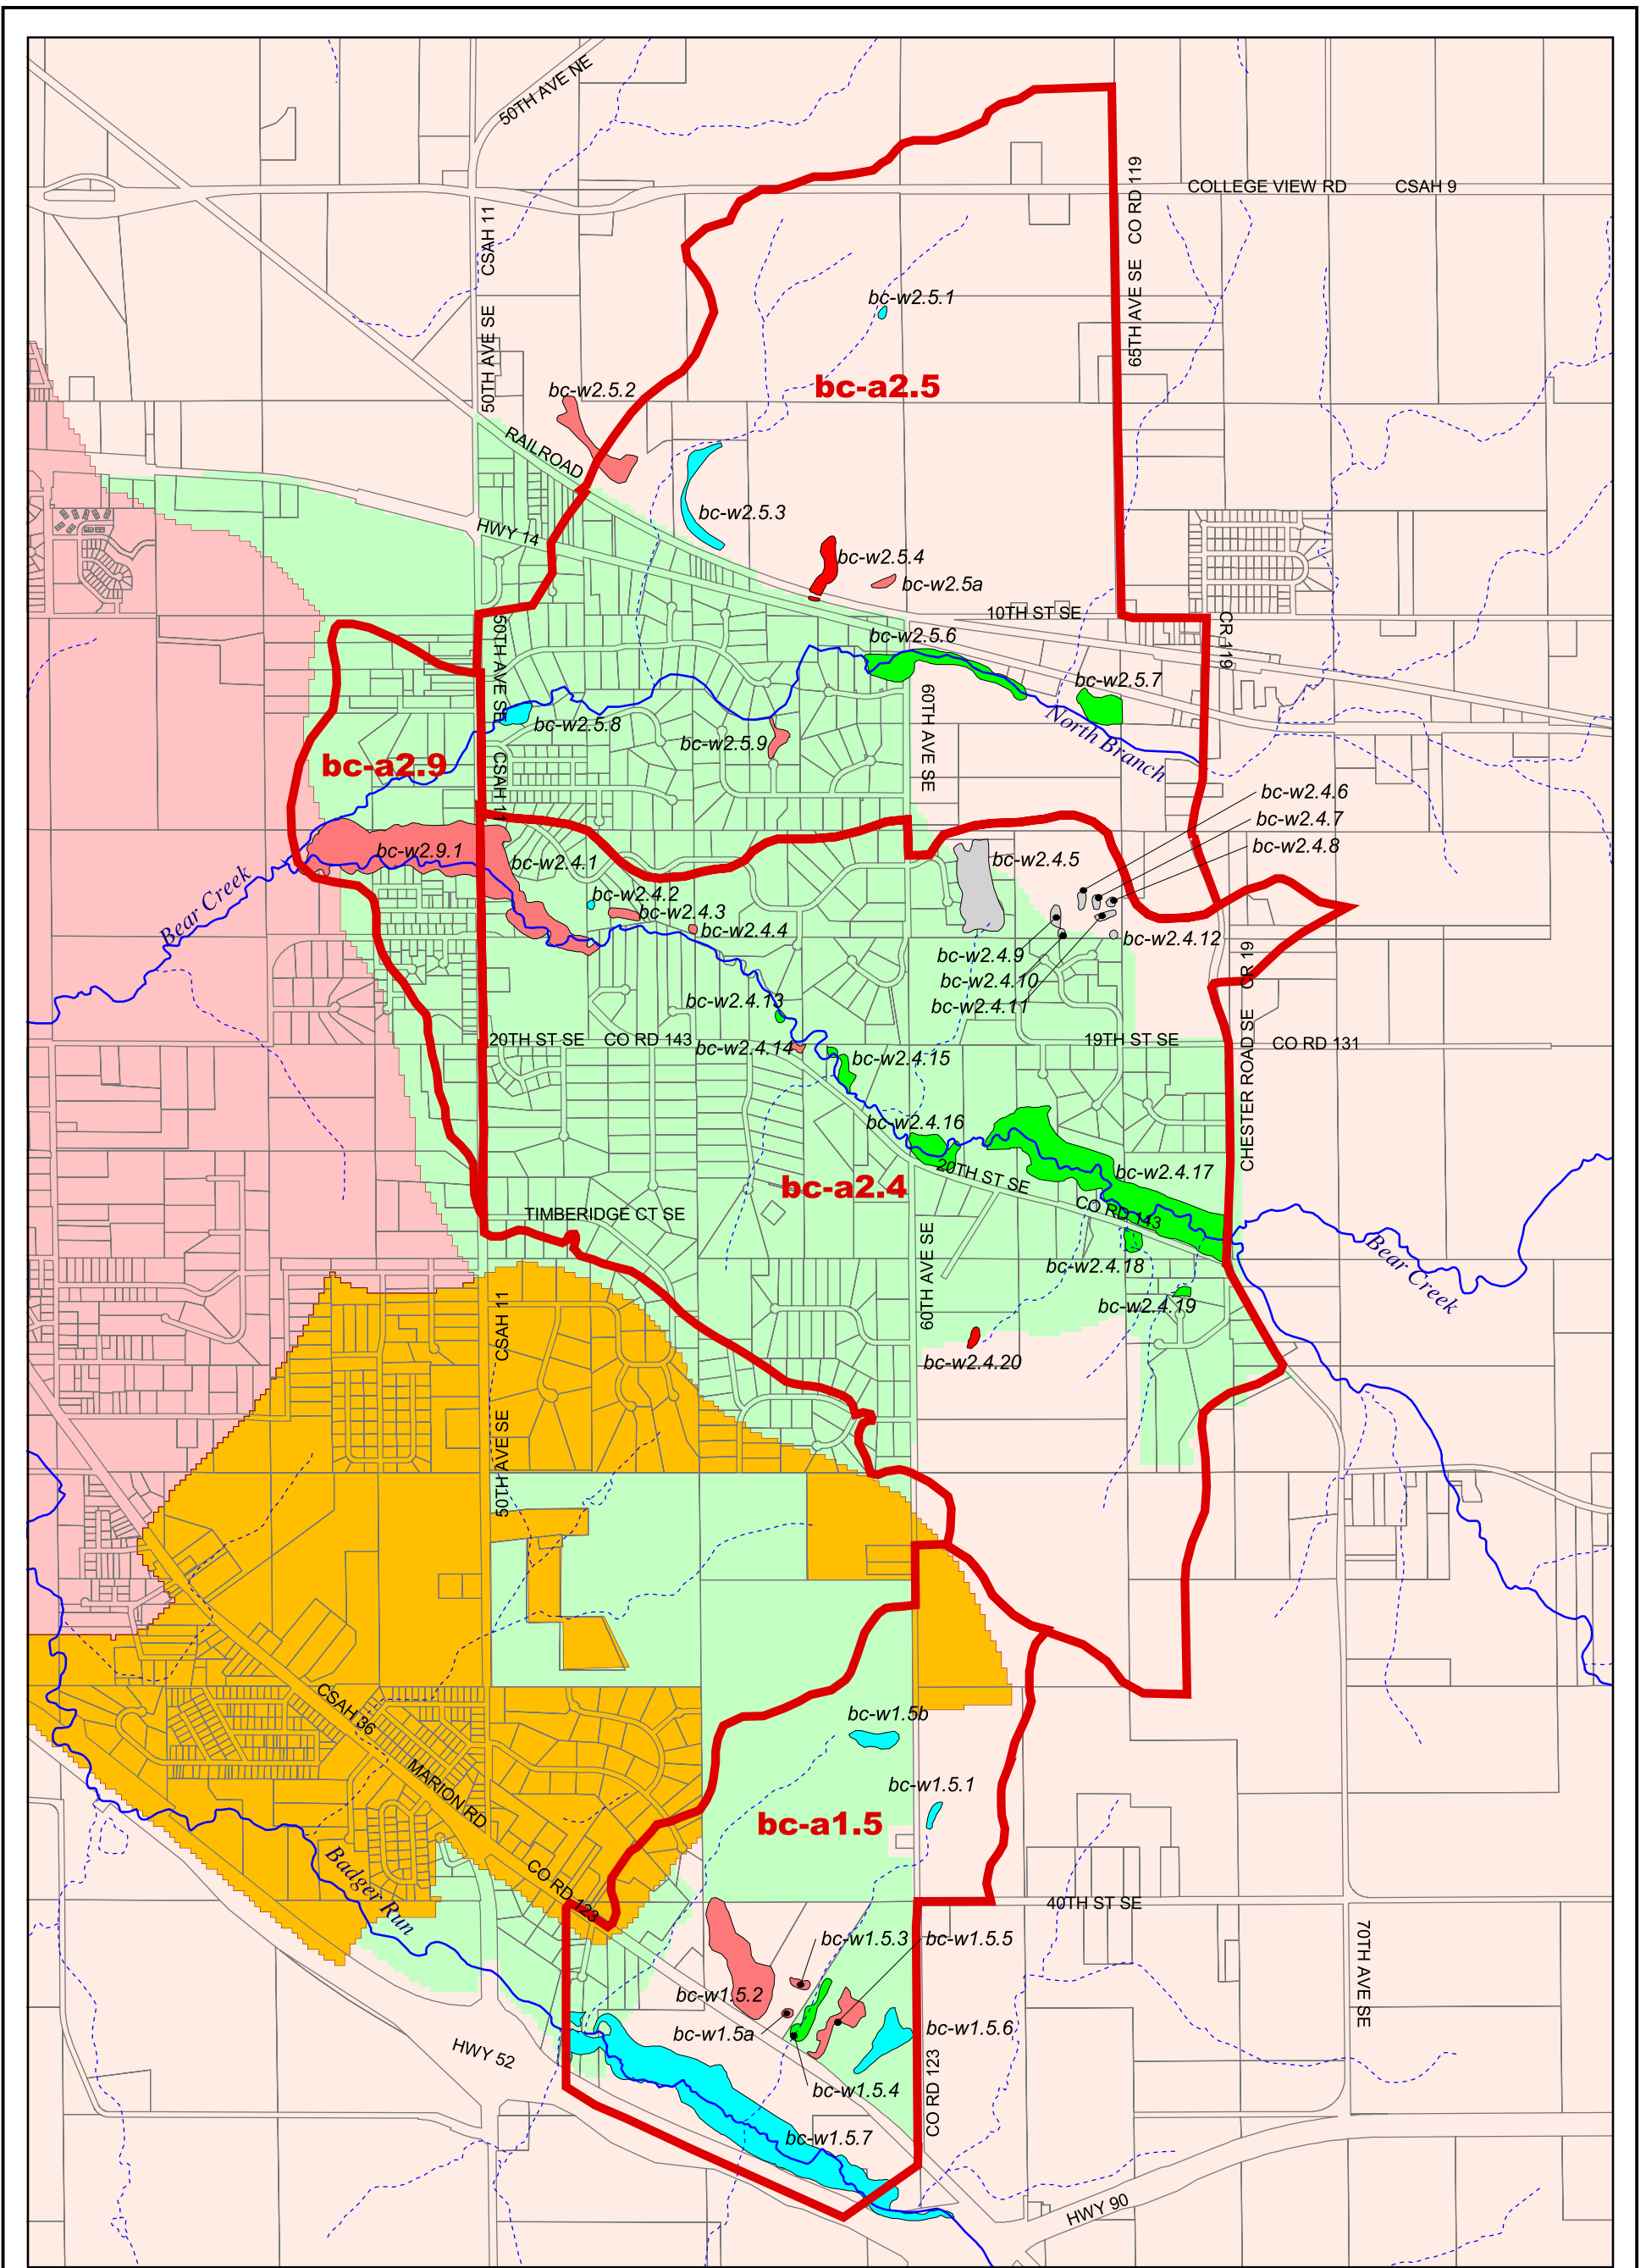 50TH AVE NE
COLLEGE VIEW RD CSAH 9
65TH AVE SE CO RD 119
50TH AVE SE CSAH 11
bc-w2.5.1
bc-a2.5
bc-w2.5.2
RAILROAD
bc-w2.5.3
HWY 14
bc-w2.5.4
bc-w2.5a
10TH ST SE
CR 119
bc-w2.5.6
bc-w2.5.7
50TH AVE SE CSAH 11
60TH AVE SE
bc-w2.5.8
bc-w2.5.9
North Branch
bc-a2.9
bc-w2.4.6
bc-w2.4.7
bc-w2.4.8
bc-w2.9.1
bc-w2.4.1
bc-w2.4.5
bc-w2.4.2
bc-w2.4.3
bc-w2.4.4
Bear Creek
bc-w2.4.12
bc-w2.4.9
bc-w2.4.10
bc-w2.4.11
bc-w2.4.13
CHESTER ROAD SE CR 19
20TH ST SE CO RD 143
bc-w2.4.14
19TH ST SE
CO RD 131
bc-w2.4.15
bc-w2.4.16
20TH ST SE
bc-w2.4.17
bc-a2.4
CO RD 143
TIMBERIDGE CT SE
60TH AVE SE
Bear Creek
bc-w2.4.18
bc-w2.4.19
bc-w2.4.20
50TH AVE SE CSAH 11
CSAH 36
MARION RD
bc-w1.5b
bc-w1.5.1
bc-a1.5
Badger Run
CO RD 123
40TH ST SE
70TH AVE SE
bc-w1.5.3
bc-w1.5.5
bc-w1.5.2
bc-w1.5a
bc-w1.5.6
HWY 52
bc-w1.5.4
CO RD 123
bc-w1.5.7
HWY 90